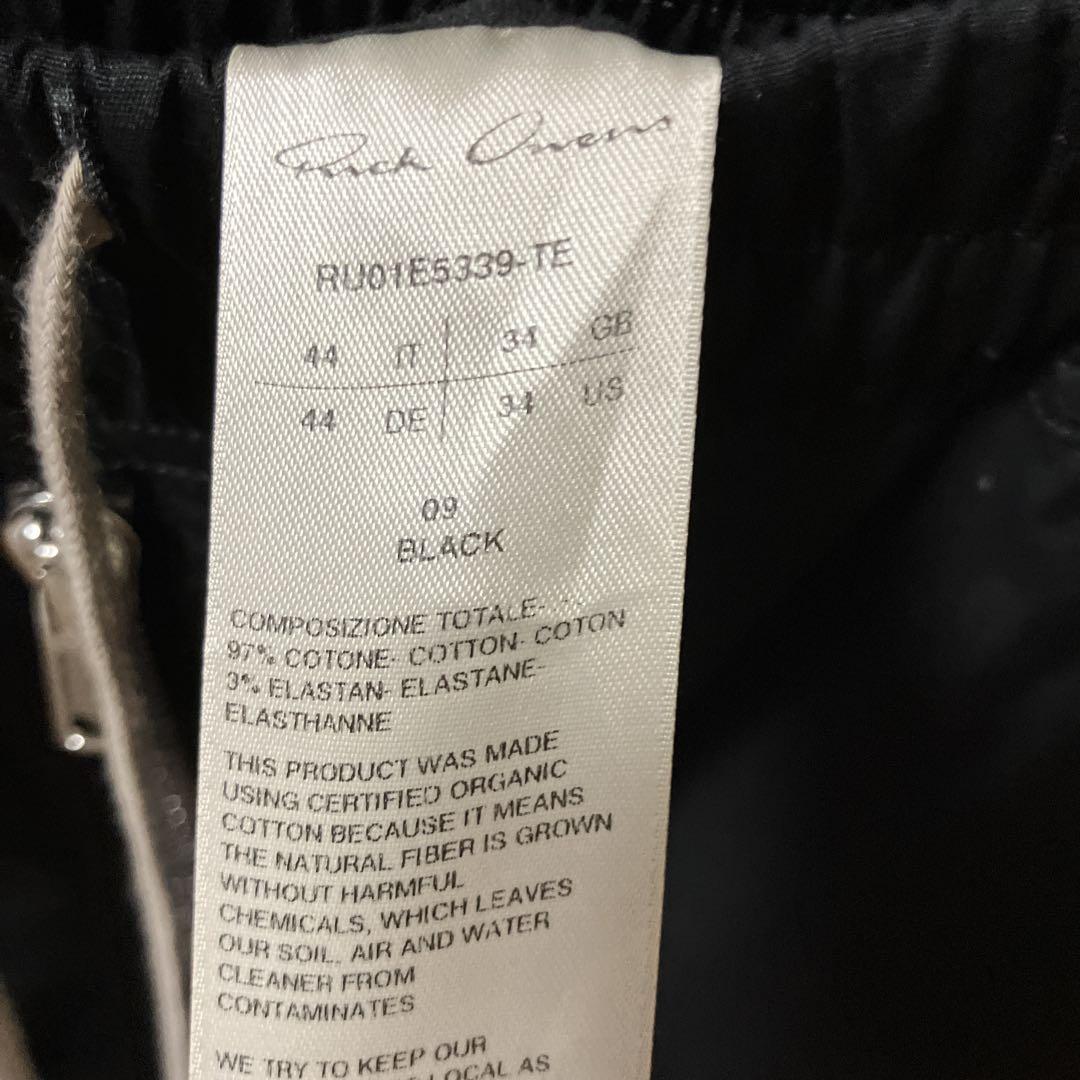 Rick Owens
RU01E5339-TE
44 IT 34 GB
44 DE 34 US
09
BLACK
COMPOSIZIONE TOTALE-
97% COTONE- COTTON- COTON
3% ELASTAN- ELASTANE-
ELASTHANNE
THIS PRODUCT WAS MADE
USING CERTIFIED ORGANIC
COTTON BECAUSE IT MEANS
THE NATURAL FIBER IS GROWN
WITHOUT HARMFUL
CHEMICALS, WHICH LEAVES
OUR SOIL, AIR AND WATER
CLEANER FROM
CONTAMINATES
WE TRY TO KEEP OUR
LOCAL AS